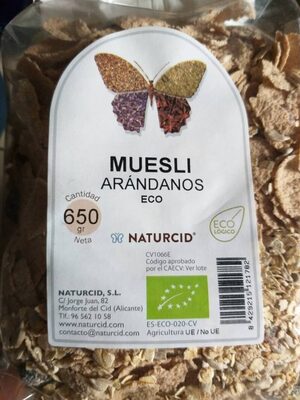 MUESLI
ARÁNDANOS
ECO
Cantidad
650
gr
Neta
NATURCID®
ECO
LÓGICO
CV1066E
Código aprobado
por el CAECV: Ver lote
NATURCID, S.L.
C/ Jorge Juan, 82
Monforte del Cid (Alicante)
Tlf. 96 562 10 58
www.naturcid.com
contacto@naturcid.com
ES-ECO-020-CV
Agricultura UE / No UE
8429215121782